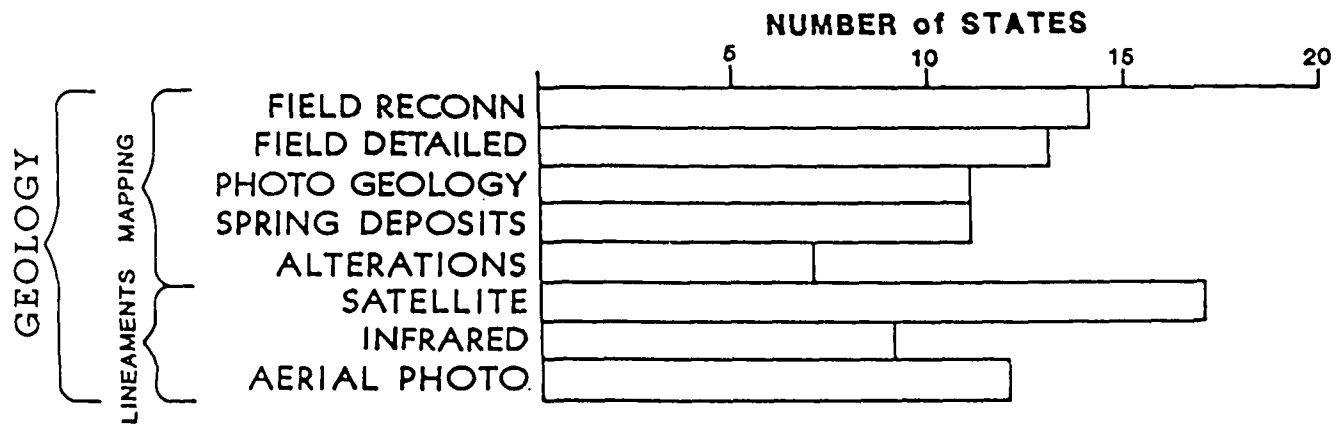 NUMBER of STATES
5 10 15 20
GEOLOGY
MAPPING
FIELD RECONN
FIELD DETAILED
PHOTO GEOLOGY
SPRING DEPOSITS
ALTERATIONS
LINEAMENTS
SATELLITE
INFRARED
AERIAL PHOTO